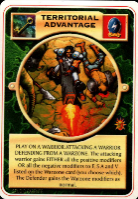 TERRITORIAL
ADVANTAGE
PLAY ON A WARRIOR ATTACKING A WARRIOR
DEFENDING FROM A WARZONE. The attacking
warrior gains EITHER all the positive modifiers
OR all the negative modifiers to F, S, A and V
listed on the Warzone card (you choose which).
The Defender gains the Warzone modifiers as
normal.